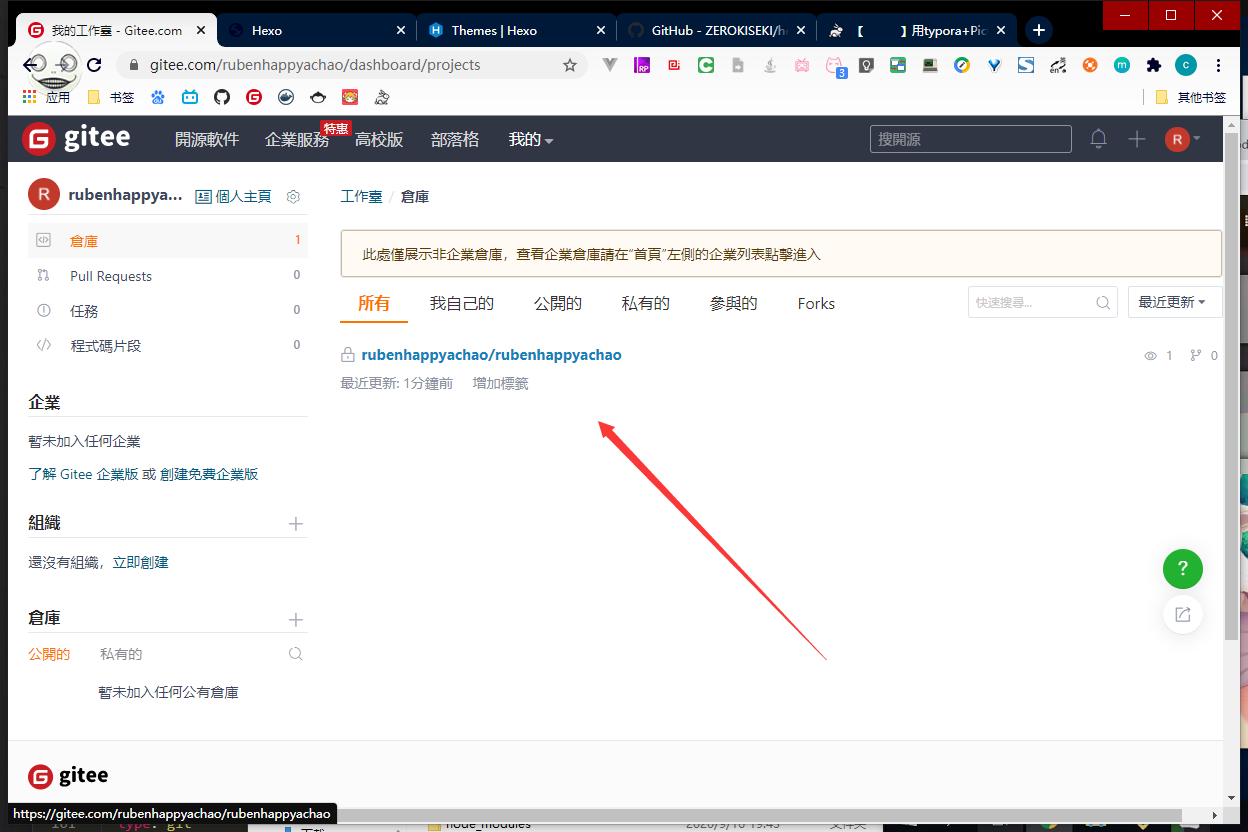 我的工作臺 - Gitee.com
Hexo
Themes | Hexo
GitHub - ZEROKISEKI/h
【 】用typora+Pic
gitee.com/rubenhappyachao/dashboard/projects
RP
3
en
m
c
应用
书签
其他书签
gitee
開源軟件
企業服務
特惠
高校版
部落格
我的
搜開源
R
R
rubenhappya...
個人主頁
工作臺 / 倉庫
倉庫 1
Pull Requests 0
任務 0
程式碼片段 0
此處僅展示非企業倉庫，查看企業倉庫請在“首頁”左側的企業列表點擊進入
所有
我自己的
公開的
私有的
參與的
Forks
快速搜尋...
最近更新
rubenhappyachao/rubenhappyachao
1
0
最近更新: 1分鐘前
增加標籤
企業
暫未加入任何企業
了解 Gitee 企業版 或 創建免費企業版
組織
還沒有組織，立即創建
倉庫
公開的
私有的
暫未加入任何公有倉庫
?
gitee
https://gitee.com/rubenhappyachao/rubenhappyachao
type: git
下载
node_modules
文件夹